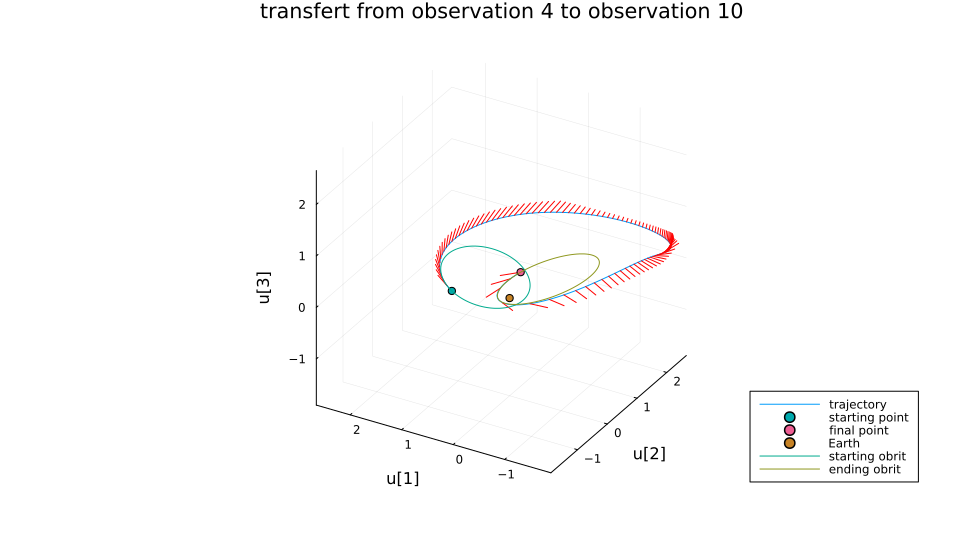 transfert from observation 4 to observation 10
u[3]
2
1
0
−1
2
1
0
−1
u[1]
−1
0
1
2
u[2]
trajectory
starting point
final point
Earth
starting obrit
ending obrit